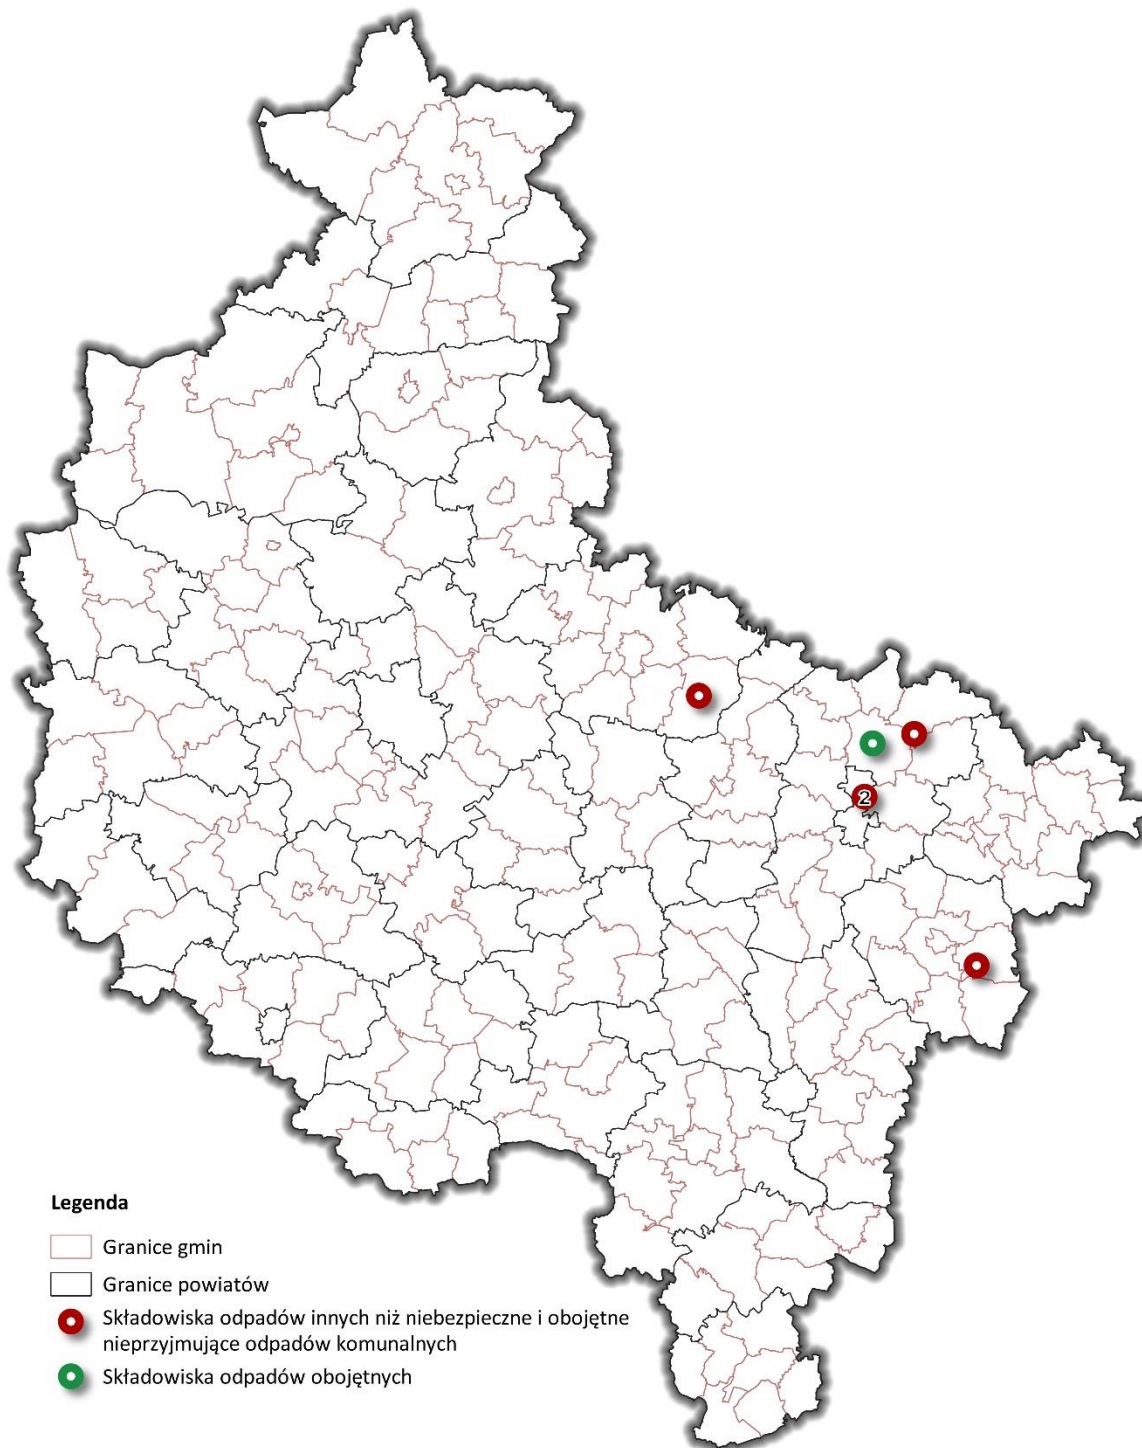 2
Legenda
Granice gmin
Granice powiatów
Składowiska odpadów innych niż niebezpieczne i obojętne
nieprzyjmujące odpadów komunalnych
Składowiska odpadów obojętnych